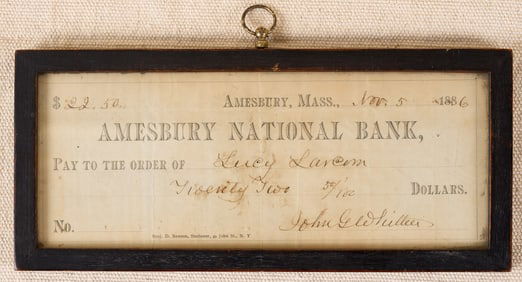 $ 22.50 AMESBURY, MASS., Nov. 5 1886
AMESBURY NATIONAL BANK,
PAY TO THE ORDER OF Lucy Larcom
Twenty Two 50/100 DOLLARS.
No. John G Whittier